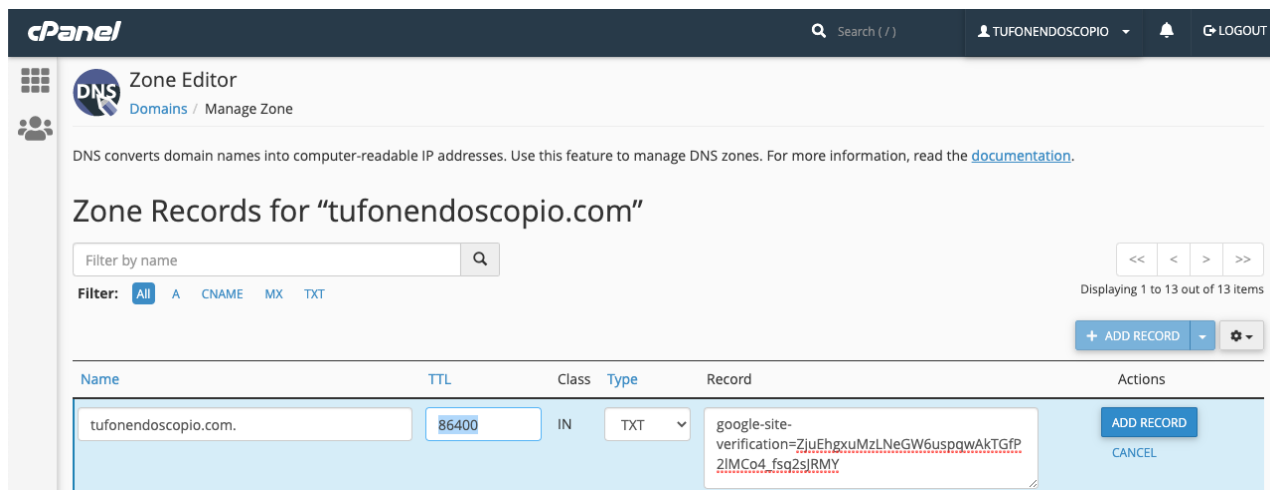 cPanel
Search ( / )
TUFONENDOSCOPIO
LOGOUT
DNS
Zone Editor
Domains / Manage Zone
DNS converts domain names into computer-readable IP addresses. Use this feature to manage DNS zones. For more information, read the documentation.
Zone Records for “tufonendoscopio.com”
Filter by name
<< < > >>
Filter: All A CNAME MX TXT
Displaying 1 to 13 out of 13 items
+ ADD RECORD
Name TTL Class Type Record Actions
tufonendoscopio.com. 86400 IN TXT
google-site-
verification=ZjuEhgxuMzLNeGW6uspqwAkTGfP
2lMCo4_fsq2sJRMY
ADD RECORD
CANCEL